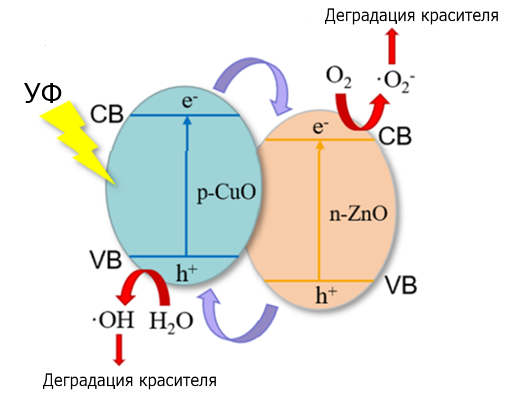 Деградация красителя
O₂ ·O₂⁻
УФ
CB e⁻
e⁻ CB
p-CuO
n-ZnO
VB h⁺
h⁺ VB
·OH H₂O
Деградация красителя